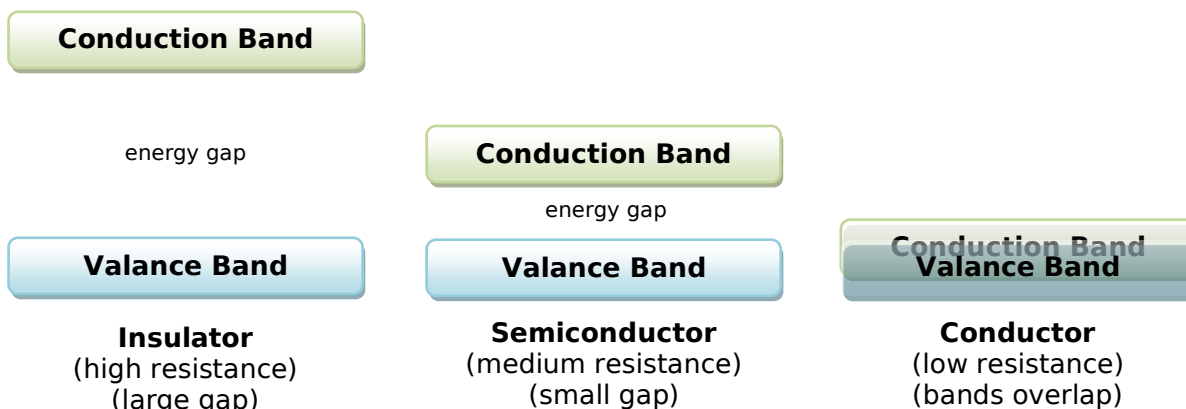 Conduction Band
energy gap
Valance Band
Insulator
(high resistance)
(large gap)
Conduction Band
energy gap
Valance Band
Semiconductor
(medium resistance)
(small gap)
Conduction Band
Valance Band
Conductor
(low resistance)
(bands overlap)